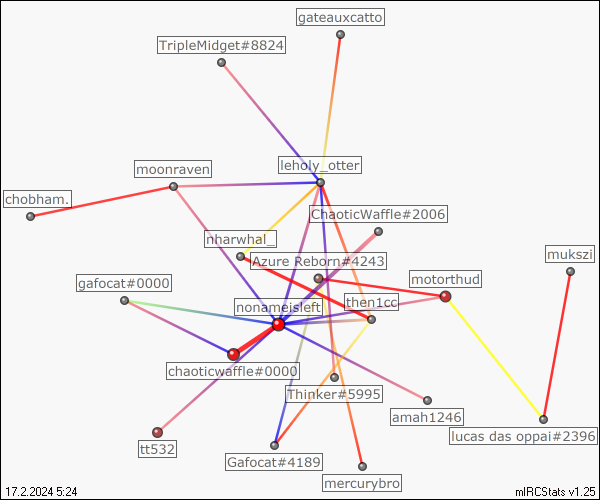 gateauxcatto
TripleMidget#8824
leholy_otter
moonraven
chobham.
ChaoticWaffle#2006
nharwhal_
Azure Reborn#4243
mukszi
gafocat#0000
motorthud
nonameisleft
then1cc
chaoticwaffle#0000
Thinker#5995
amah1246
lucas das oppai#2396
tt532
Gafocat#4189
mercurybro
17.2.2024 5:24
mIRCStats v1.25